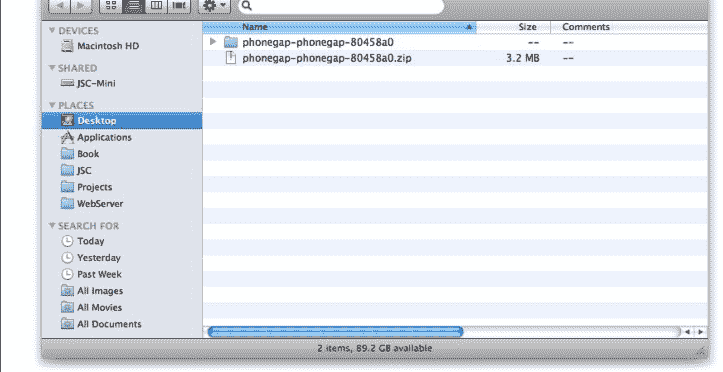 Name Size Comments
DEVICES
Macintosh HD
SHARED
JSC-Mini
PLACES
Desktop
Applications
Book
JSC
Projects
WebServer
SEARCH FOR
Today
Yesterday
Past Week
All Images
All Movies
All Documents
phonegap-phonegap-80458a0 -- --
phonegap-phonegap-80458a0.zip 3.2 MB --
2 items, 89.2 GB available